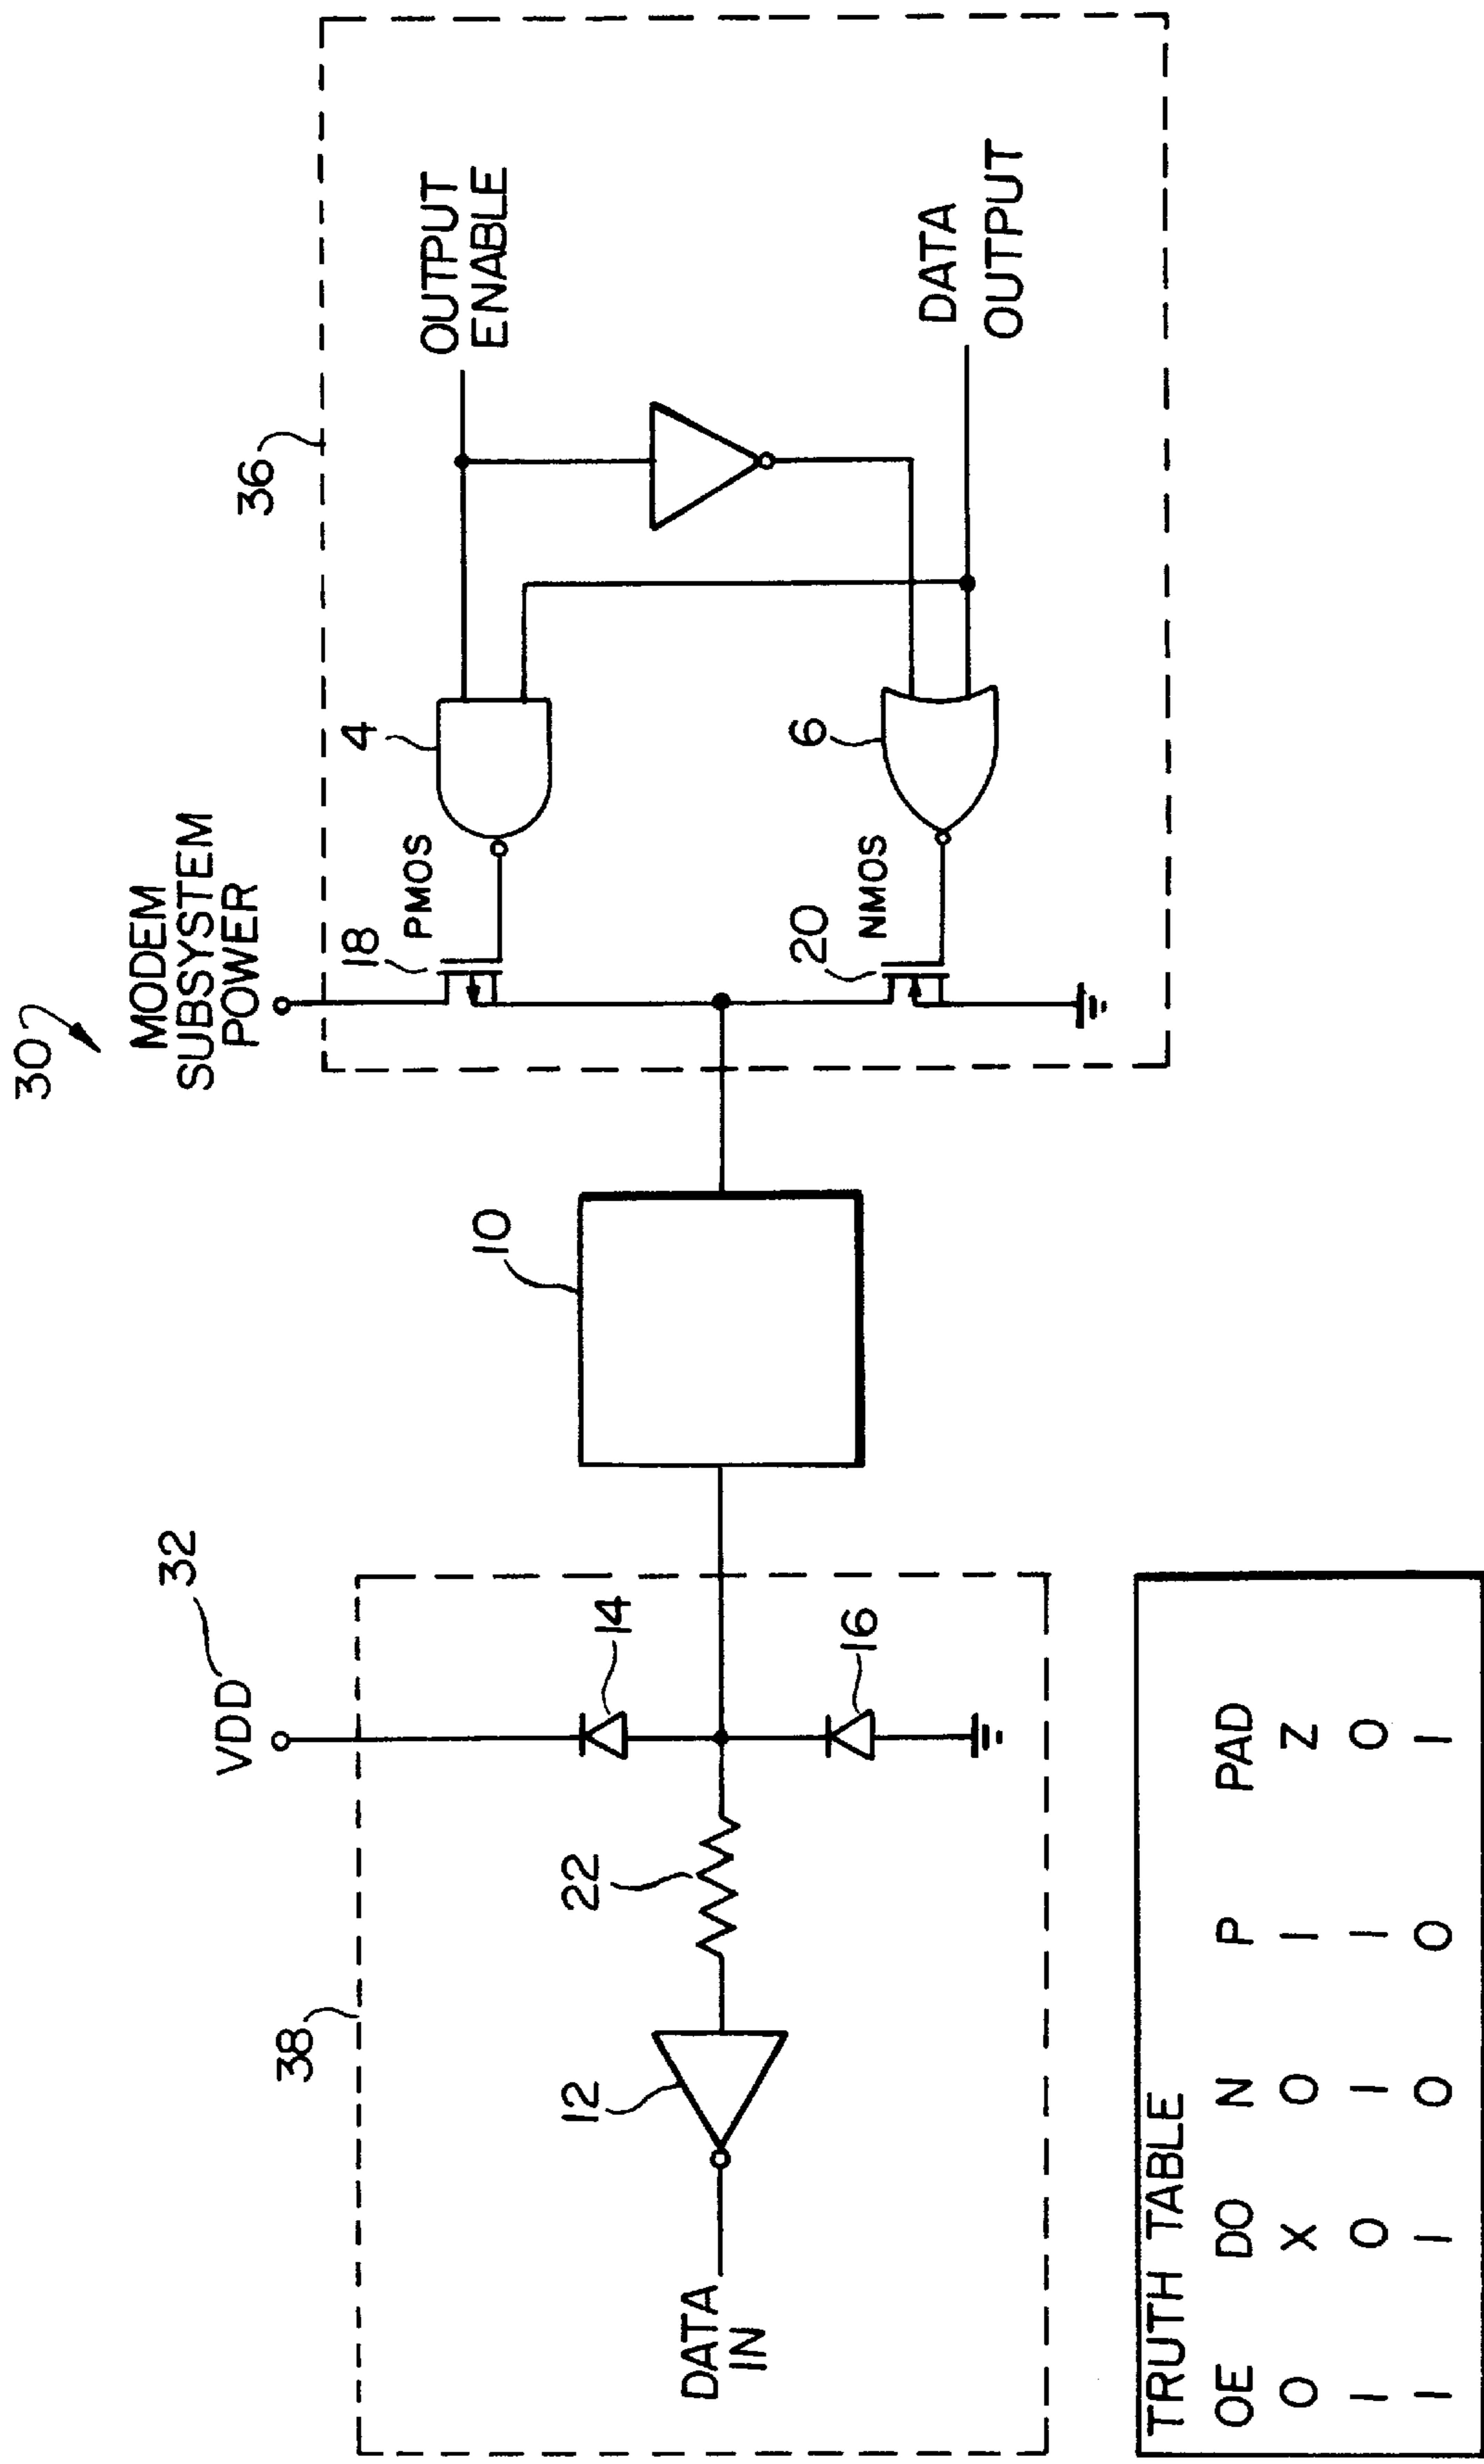 30
MODEM
SUBSYSTEM
POWER
36
VDD
32
18
PMOS
4
OUTPUT
ENABLE
38
12
22
14
16
10
DATA
IN
20
NMOS
6
DATA
OUTPUT
TRUTH TABLE
OE DO N P PAD
0 X 0 1 Z
1 0 1 1 0
1 1 0 0 1